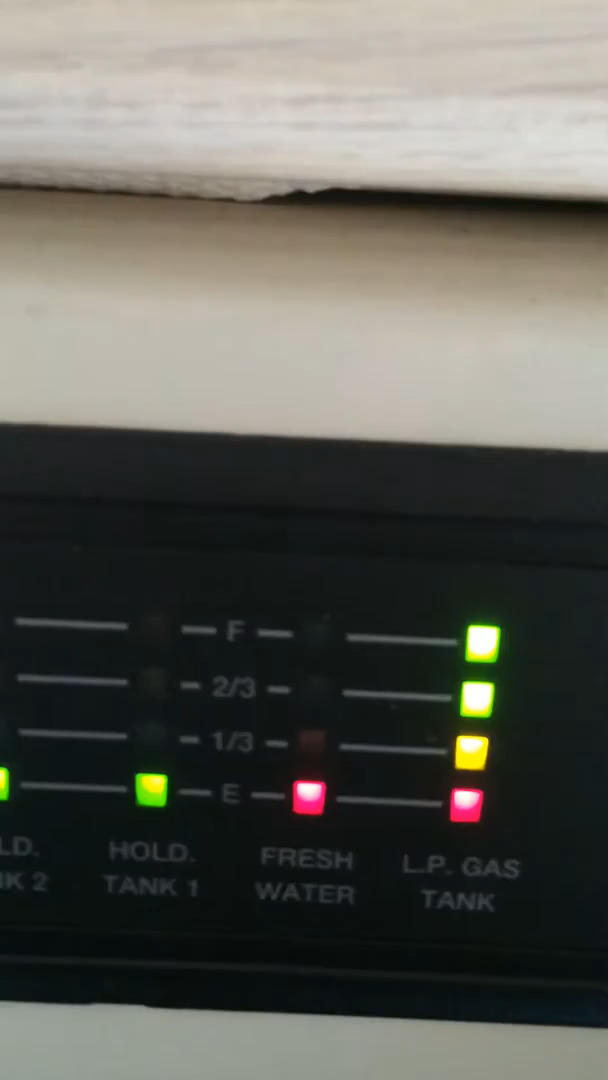 F
2/3
1/3
E
LD. HOLD. FRESH L.P. GAS
NK 2 TANK 1 WATER TANK